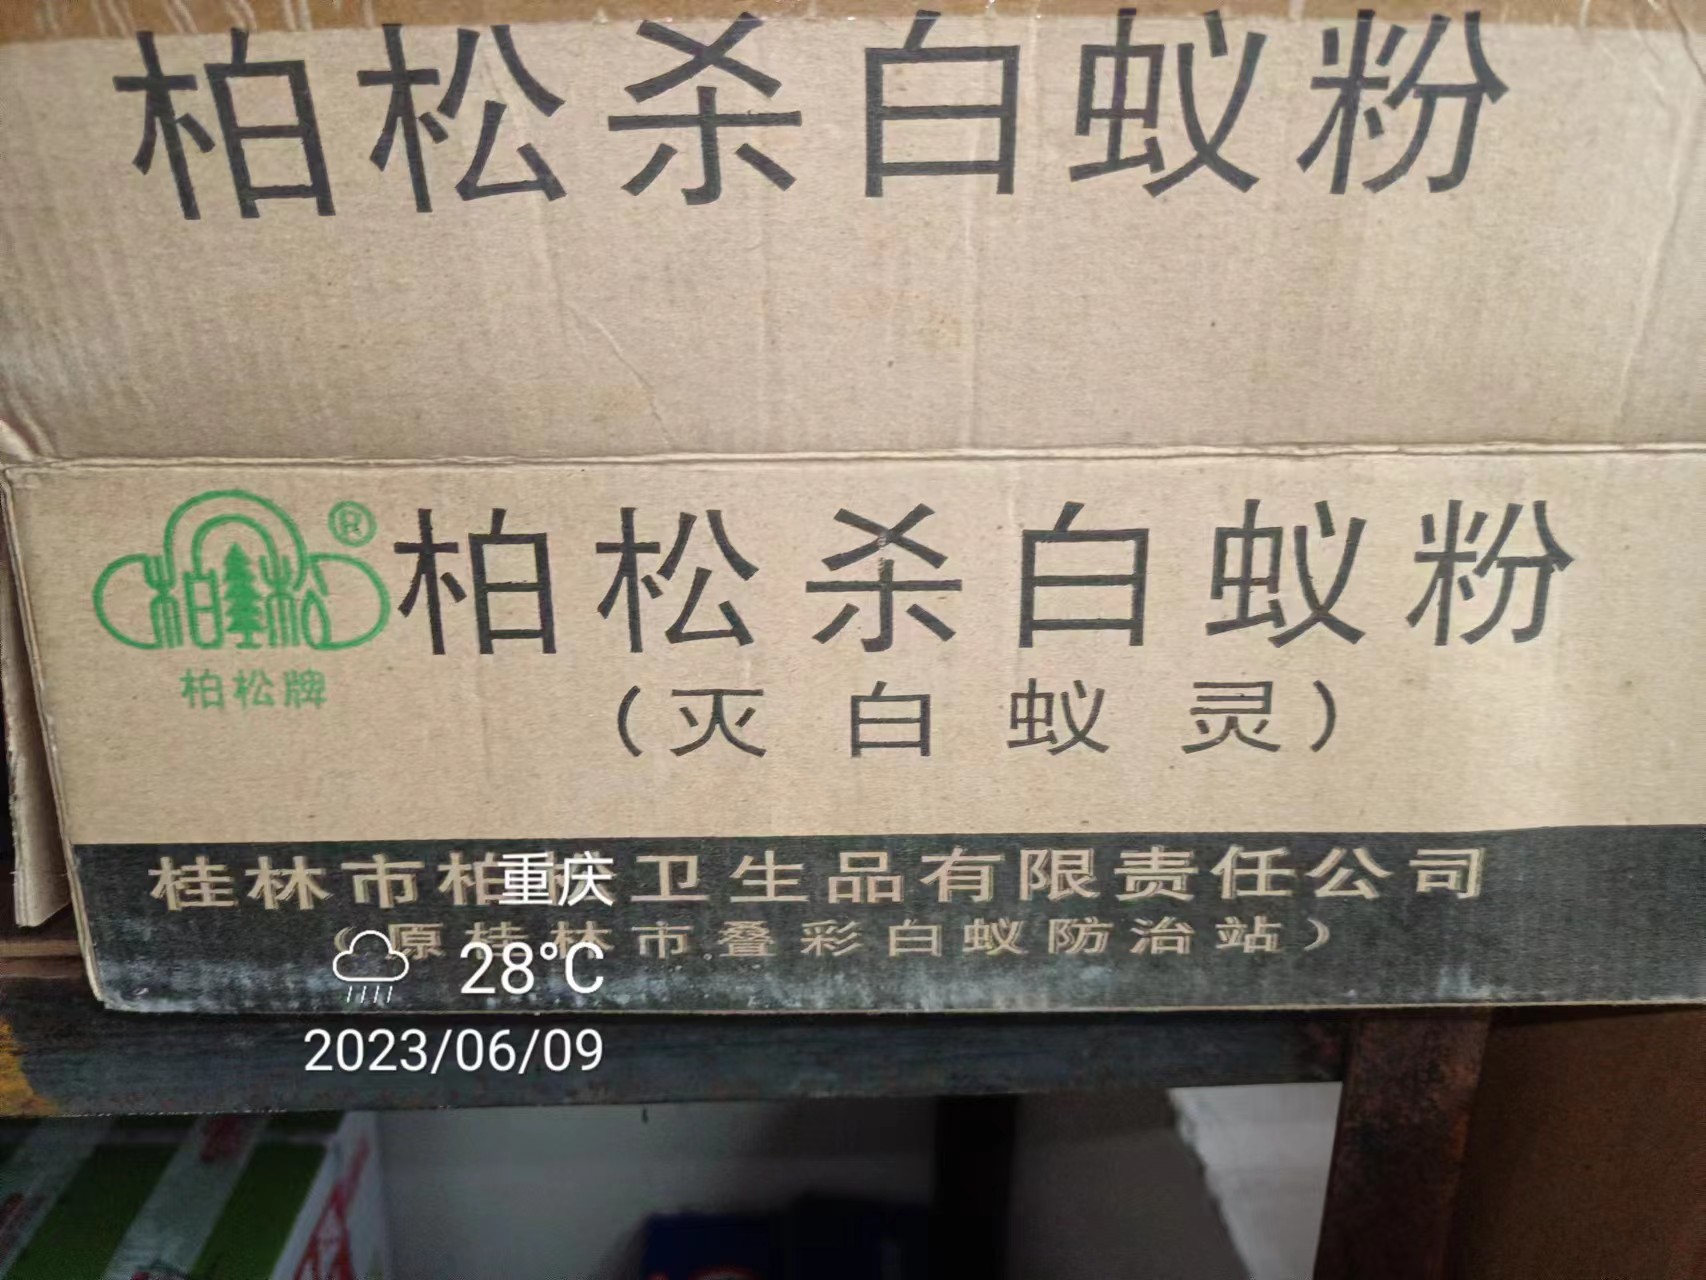 柏松杀白蚁粉
®
柏松
柏松牌
柏松杀白蚁粉
(灭白蚁灵)
桂林市柏 卫生品有限责任公司
(原桂林市叠彩白蚁防治站)
重庆
28°C
2023/06/09